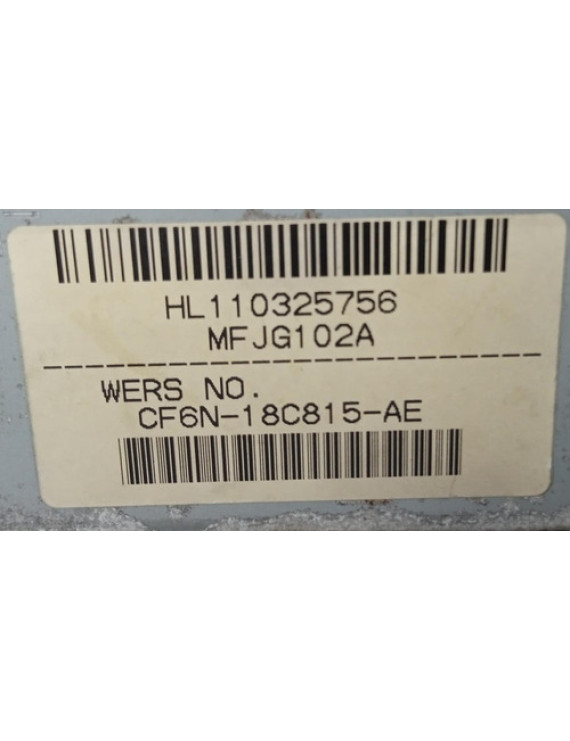 HL110325756
MFJG102A
WERS NO.
CF6N-18C815-AE